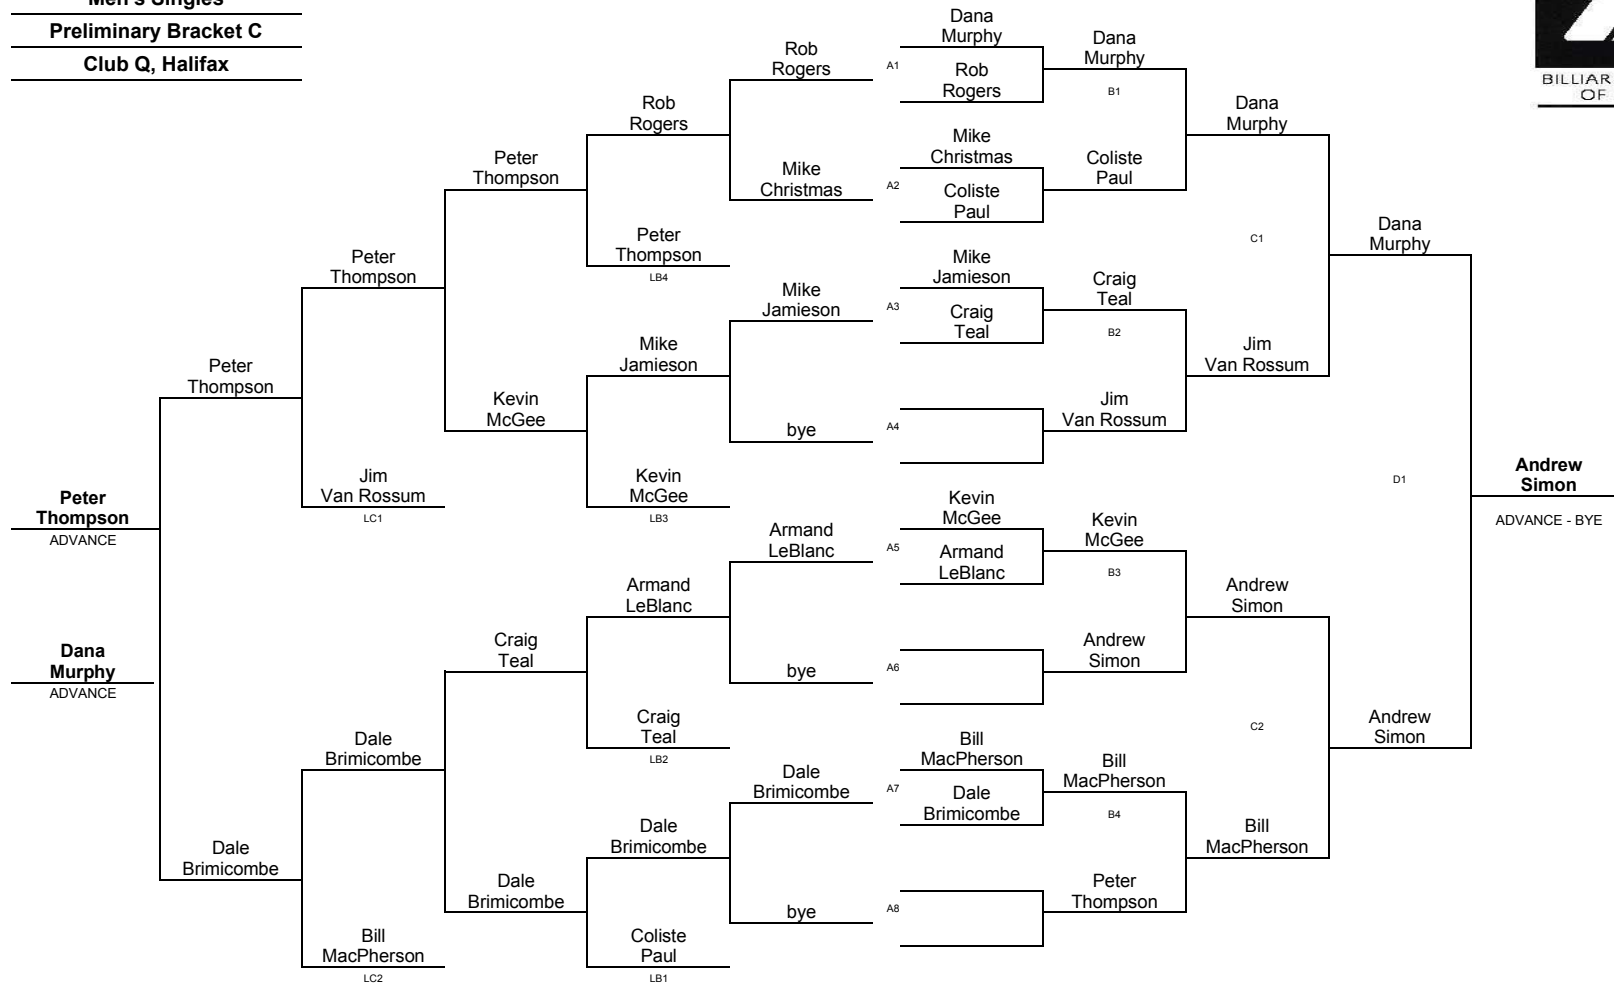 Men's Singles
Preliminary Bracket C
Club Q, Halifax
BILLIAR
OF
Peter
Thompson
ADVANCE
Dana
Murphy
ADVANCE
Peter
Thompson
Dale
Brimicombe
Peter
Thompson
Jim
Van Rossum
LC1
Dale
Brimicombe
Bill
MacPherson
LC2
Peter
Thompson
Kevin
McGee
Craig
Teal
Dale
Brimicombe
Rob
Rogers
Peter
Thompson
LB4
Mike
Jamieson
Kevin
McGee
LB3
Armand
LeBlanc
Craig
Teal
LB2
Dale
Brimicombe
Coliste
Paul
LB1
Rob
Rogers
Mike
Christmas
Mike
Jamieson
bye
Armand
LeBlanc
bye
Dale
Brimicombe
bye
A1
A2
A3
A4
A5
A6
A7
A8
Dana
Murphy
Rob
Rogers
Mike
Christmas
Coliste
Paul
Mike
Jamieson
Craig
Teal
Kevin
McGee
Armand
LeBlanc
Bill
MacPherson
Dale
Brimicombe
Dana
Murphy
B1
Coliste
Paul
Craig
Teal
B2
Jim
Van Rossum
Kevin
McGee
B3
Andrew
Simon
Bill
MacPherson
B4
Peter
Thompson
Dana
Murphy
C1
Jim
Van Rossum
Andrew
Simon
C2
Bill
MacPherson
Dana
Murphy
D1
Andrew
Simon
Andrew
Simon
ADVANCE - BYE